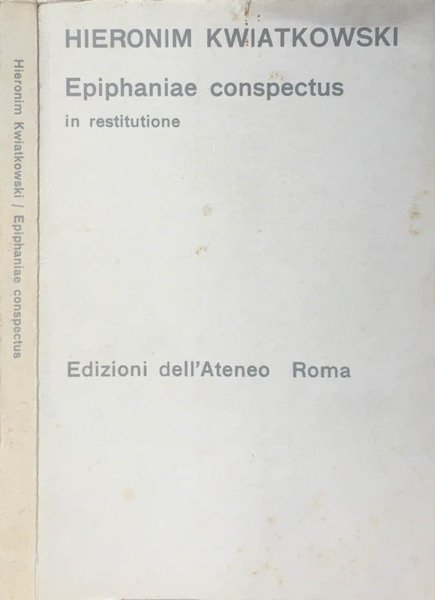 HIERONIM KWIATKOWSKI
Epiphaniae conspectus
in restitutione
Edizioni dell'Ateneo Roma
Hieronim Kwiatkowski / Epiphaniae conspectus